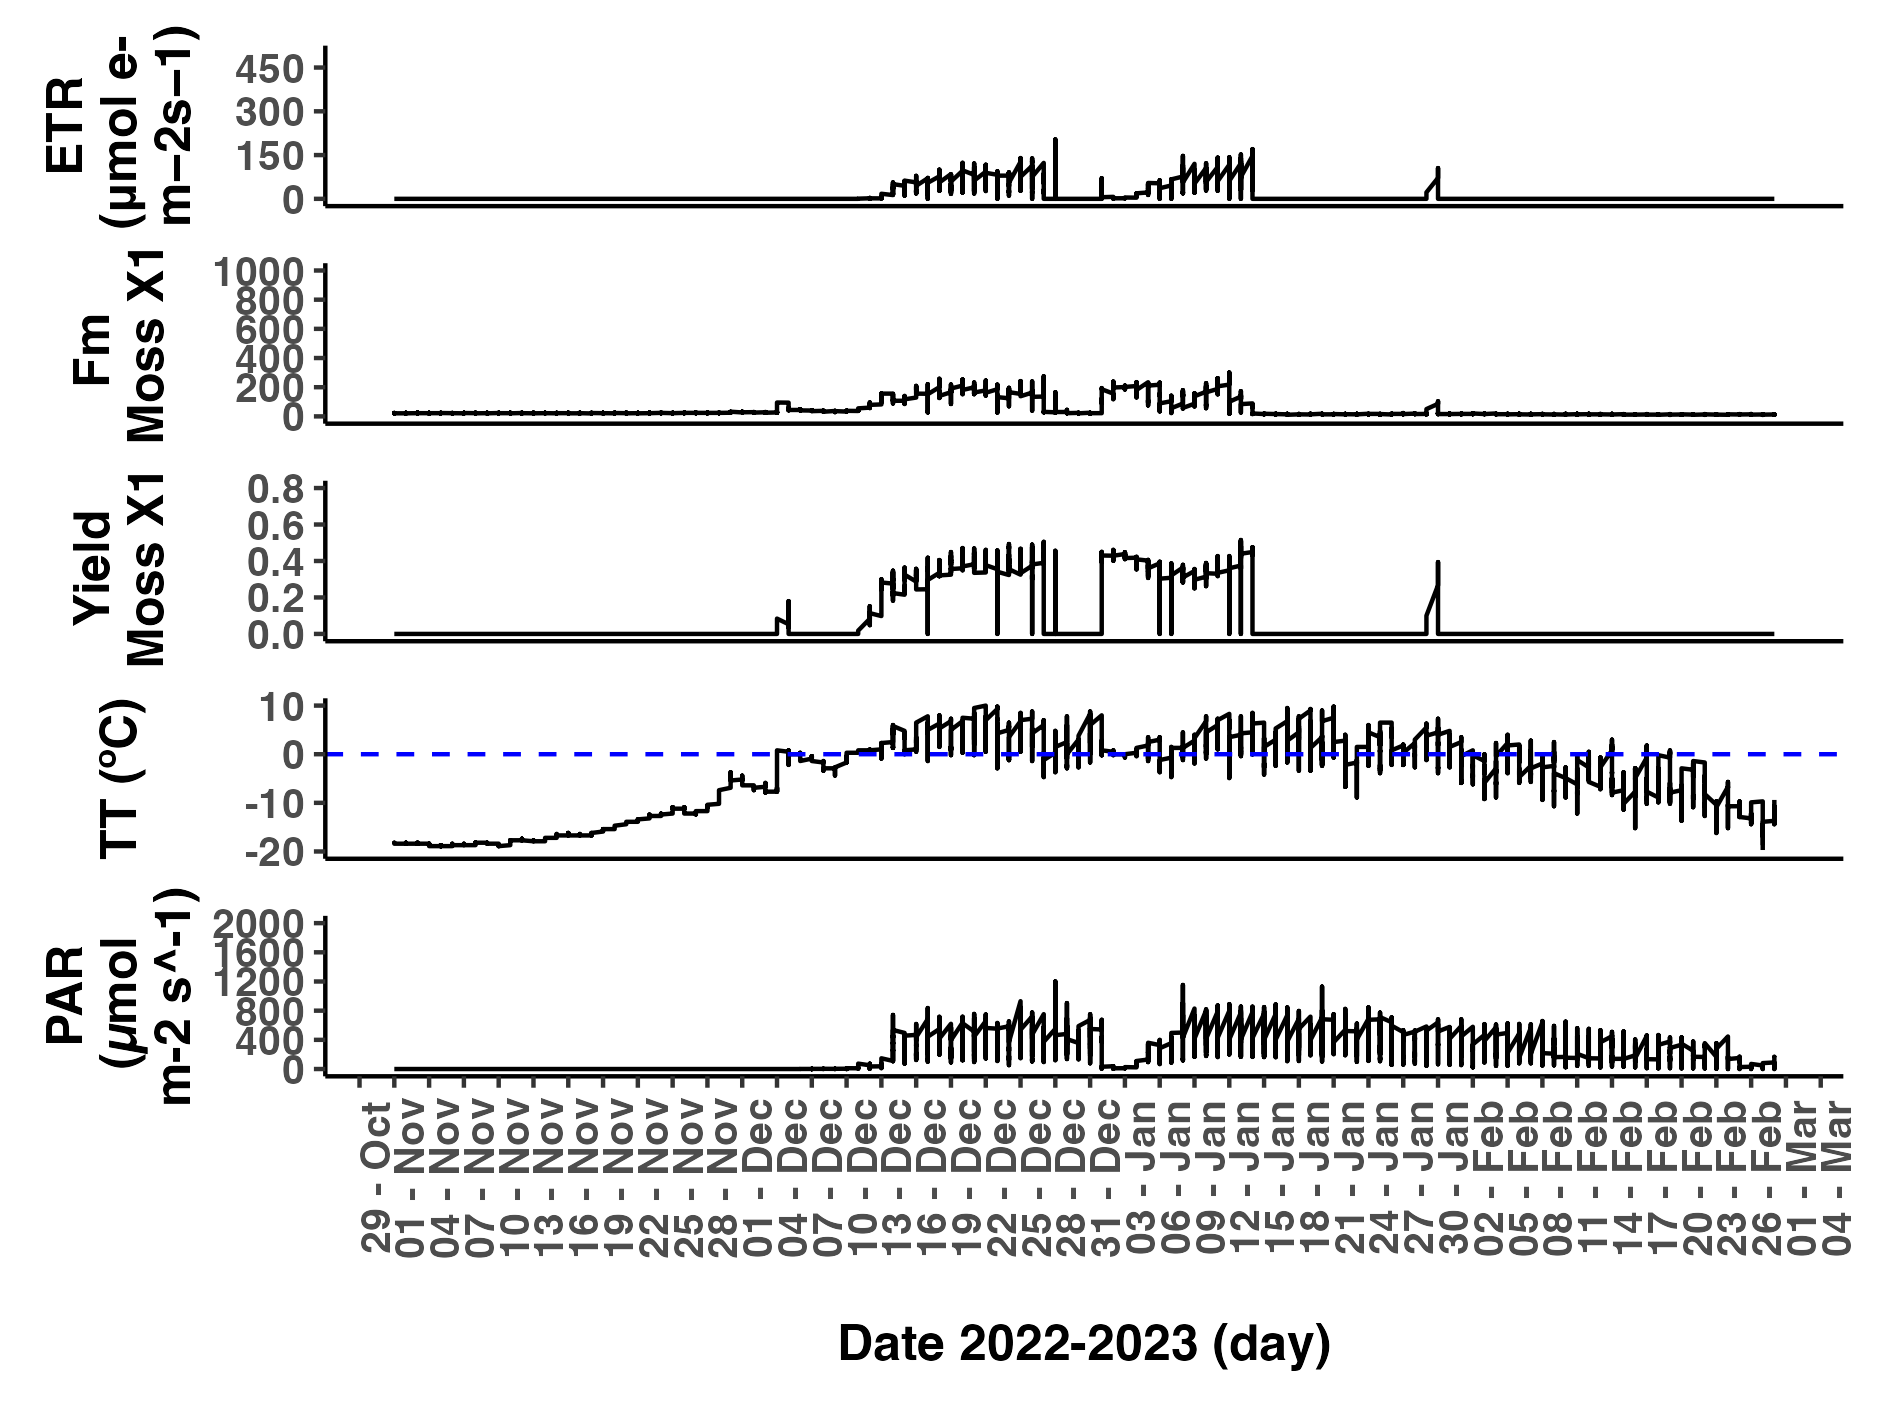 ETR
(µmol e-
m−2s−1)
450
300
150
0
Fm
Moss X1
1000
800
600
400
200
0
Yield
Moss X1
0.8
0.6
0.4
0.2
0.0
TT (ºC)
10
0
-10
-20
PAR
(µmol
m-2 s^-1)
2000
1600
1200
800
400
0
29 - Oct
01 - Nov
04 - Nov
07 - Nov
10 - Nov
13 - Nov
16 - Nov
19 - Nov
22 - Nov
25 - Nov
28 - Nov
01 - Dec
04 - Dec
07 - Dec
10 - Dec
13 - Dec
16 - Dec
19 - Dec
22 - Dec
25 - Dec
28 - Dec
31 - Dec
03 - Jan
06 - Jan
09 - Jan
12 - Jan
15 - Jan
18 - Jan
21 - Jan
24 - Jan
27 - Jan
30 - Jan
02 - Feb
05 - Feb
08 - Feb
11 - Feb
14 - Feb
17 - Feb
20 - Feb
23 - Feb
26 - Feb
01 - Mar
04 - Mar
Date 2022-2023 (day)